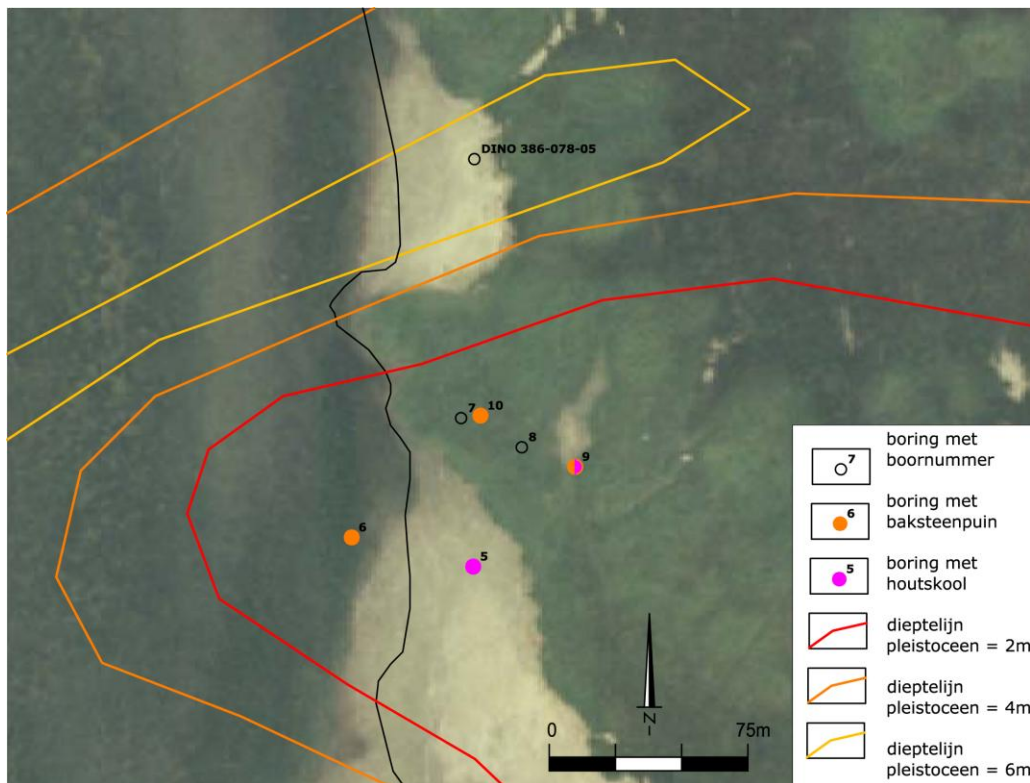 DINO 386-078-05
7
10
8
9
6
5
N
0
75m
7
boring met
boornummer
6
boring met
baksteenpuin
5
boring met
houtskool
dieptelijn
pleistoceen = 2m
dieptelijn
pleistoceen = 4m
dieptelijn
pleistoceen = 6m